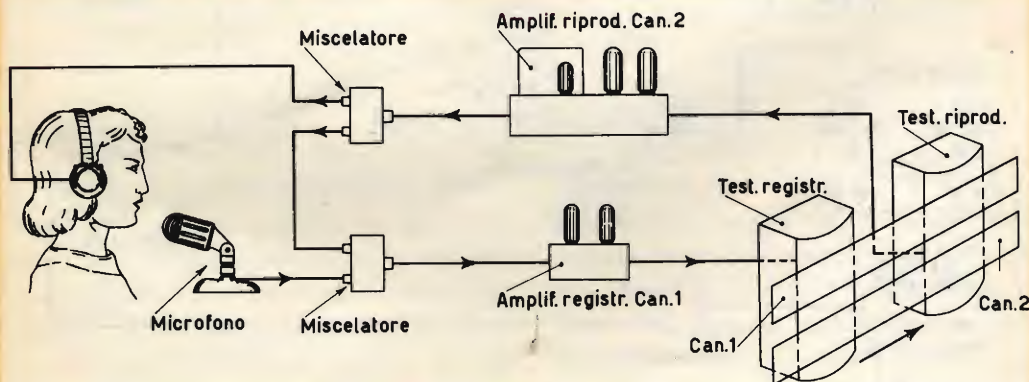 Amplif. riprod. Can. 2
Miscelatore
Test. riprod.
Test. registr.
Microfono
Miscelatore
Amplif. registr. Can.1
Can.1
Can.2